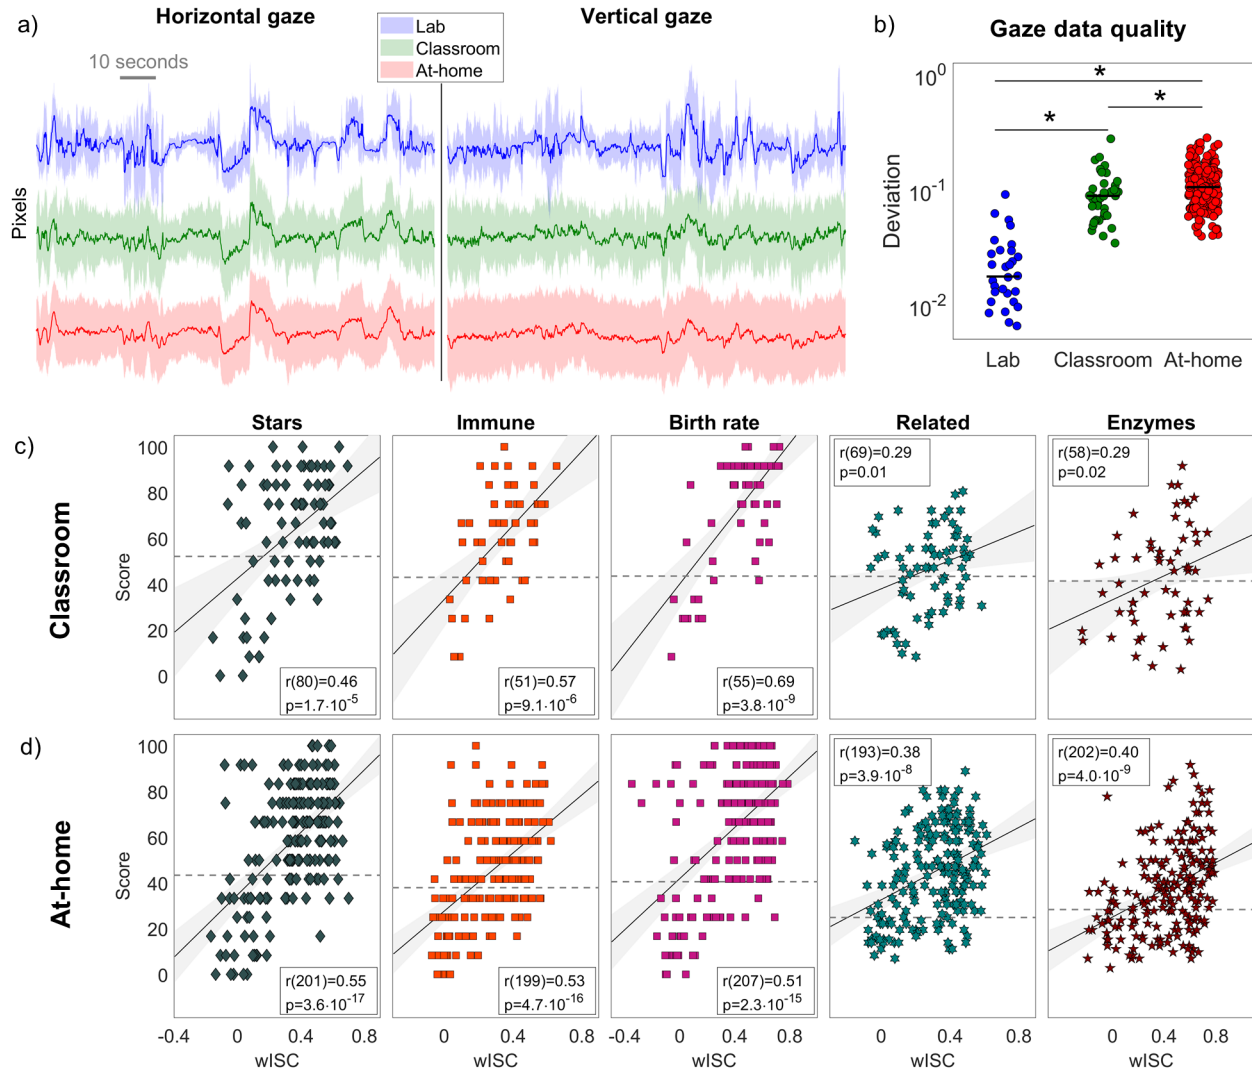 a)
Horizontal gaze
Vertical gaze
Lab
Classroom
At-home
10 seconds
Pixels
b)
Gaze data quality
10^0
10^-1
10^-2
Deviation
*
*
*
Lab
Classroom
At-home
c)
Stars
Immune
Birth rate
Related
Enzymes
Classroom
Score
100
80
60
40
20
0
r(80)=0.46
p=1.7·10^-5
r(51)=0.57
p=9.1·10^-6
r(55)=0.69
p=3.8·10^-9
r(69)=0.29
p=0.01
r(58)=0.29
p=0.02
d)
At-home
Score
100
80
60
40
20
0
r(201)=0.55
p=3.6·10^-17
r(199)=0.53
p=4.7·10^-16
r(207)=0.51
p=2.3·10^-15
r(193)=0.38
p=3.9·10^-8
r(202)=0.40
p=4.0·10^-9
-0.4 0 0.4 0.8
wISC
0 0.4 0.8
wISC
-0.4 0 0.4 0.8
wISC
0 0.4 0.8
wISC
0 0.4 0.8
wISC